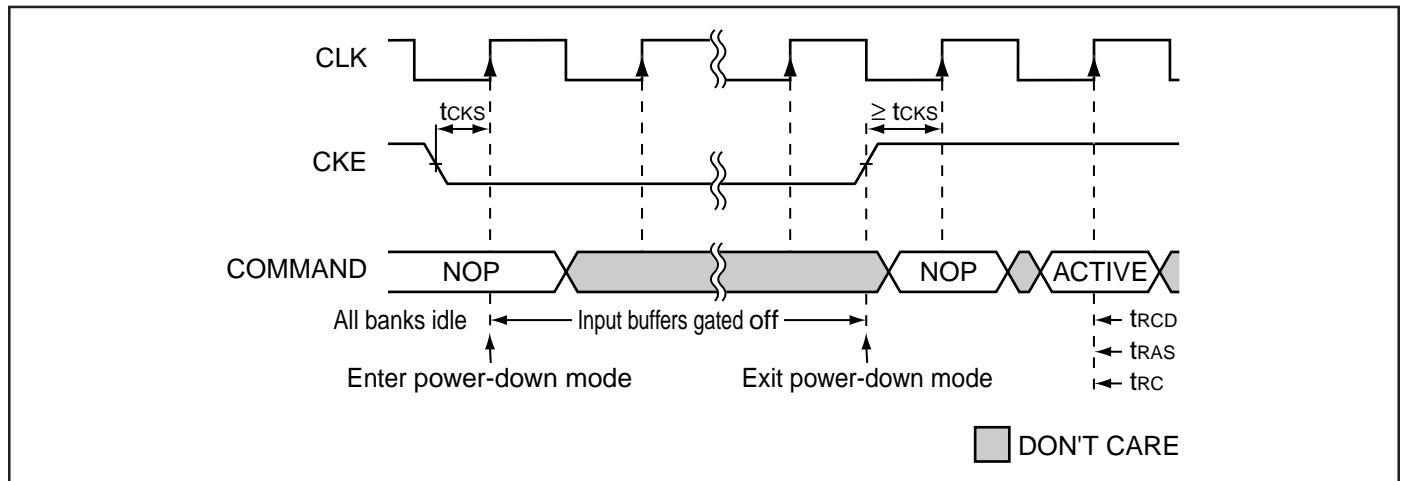 CLK
tCKS
≥ tCKS
CKE
COMMAND
NOP
NOP
ACTIVE
All banks idle
Input buffers gated off
tRCD
Enter power-down mode
Exit power-down mode
tRAS
tRC
DON'T CARE